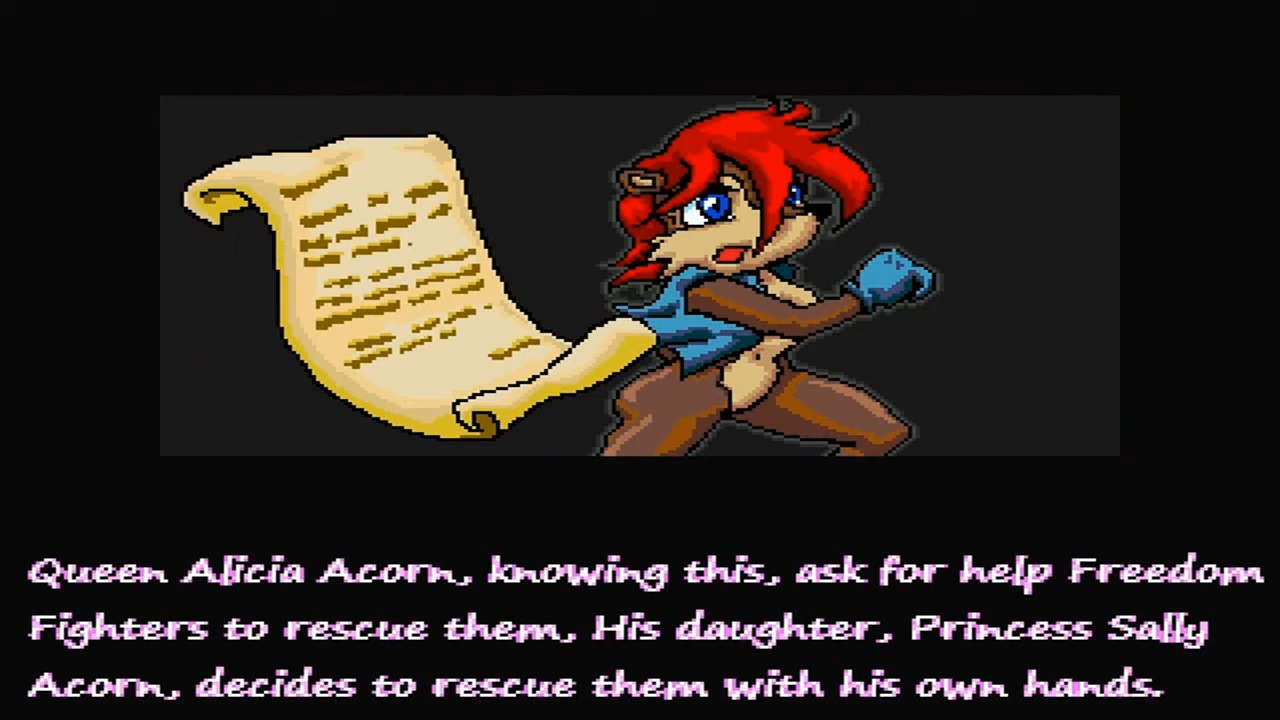 Queen Alicia Acorn, knowing this, ask for help Freedom
Fighters to rescue them, His daughter, Princess Sally
Acorn, decides to rescue them with his own hands.